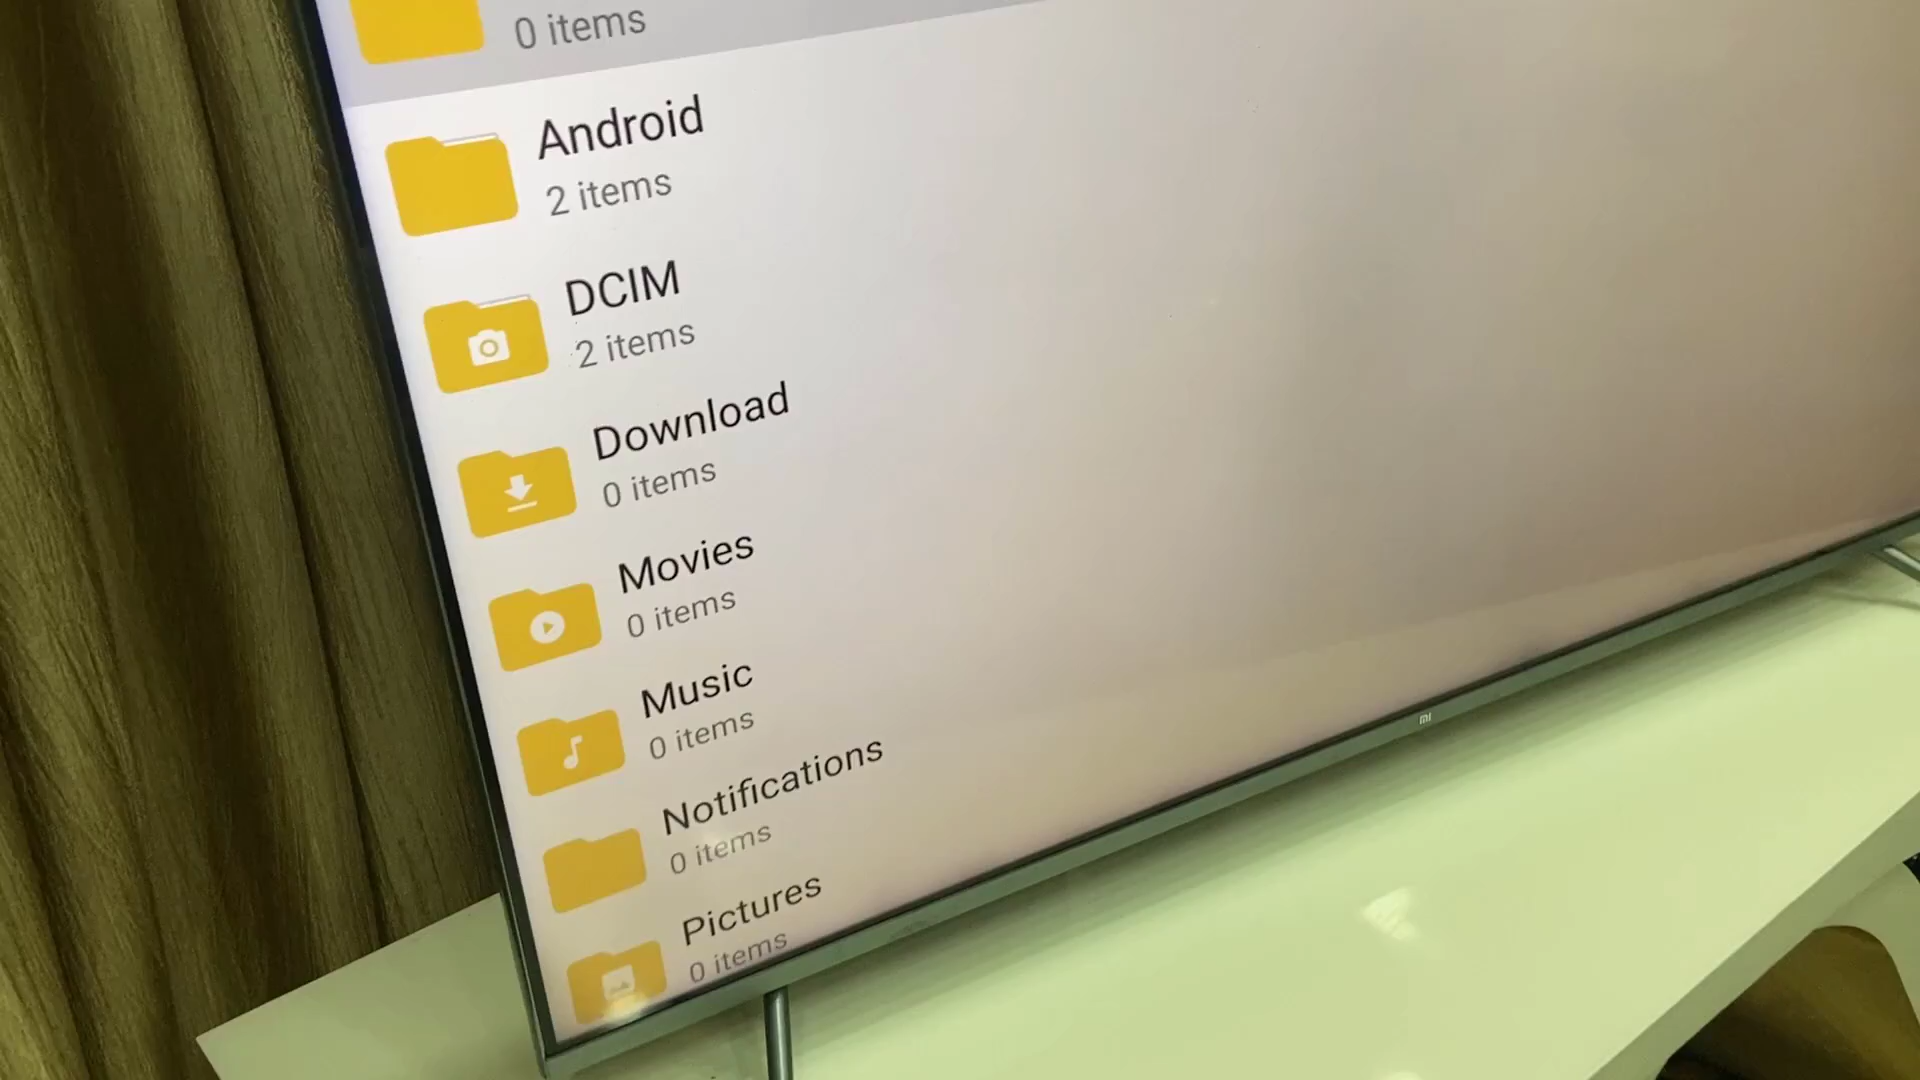 0 items
Android
2 items
DCIM
2 items
Download
0 items
Movies
0 items
Music
0 items
Notifications
0 items
Pictures
0 items
mi